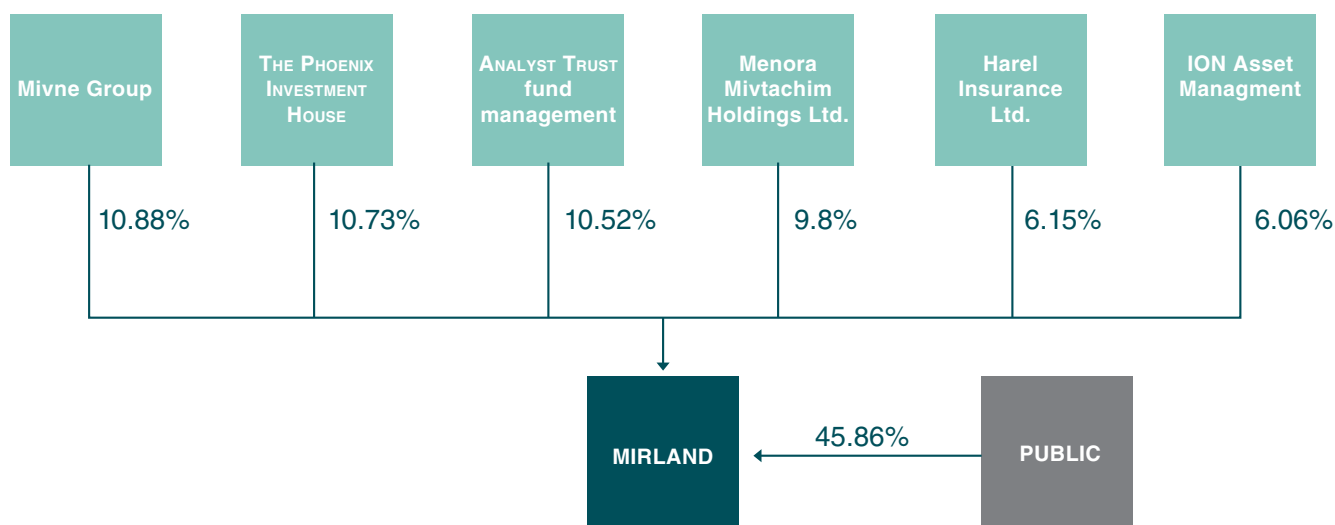 Mivne Group
THE PHOENIX
INVESTMENT
HOUSE
ANALYST TRUST
fund
management
Menora
Mivtachim
Holdings Ltd.
Harel
Insurance
Ltd.
ION Asset
Managment
10.88%
10.73%
10.52%
9.8%
6.15%
6.06%
MIRLAND
45.86%
PUBLIC